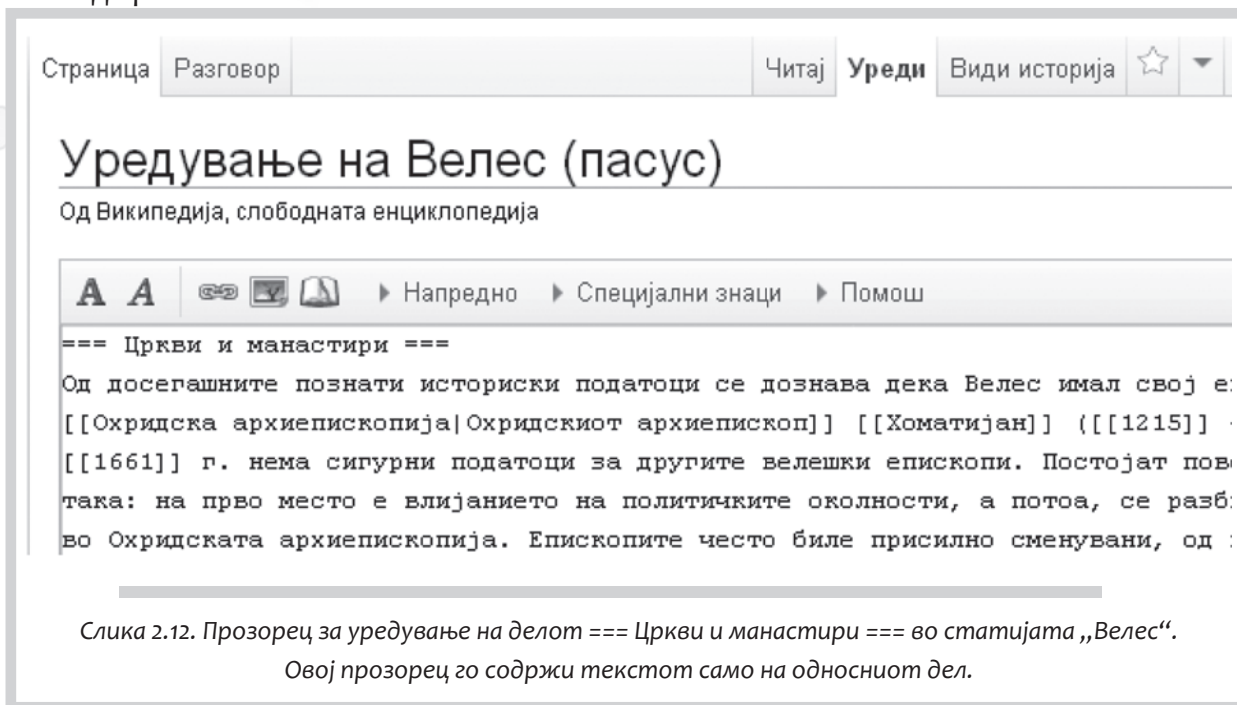 Страница Разговор Читај Уреди Види историја
Уредување на Велес (пасус)
Од Википедија, слободната енциклопедија
A A Напредно Специјални знаци Помош
=== Цркви и манастири ===
Од досегашните познати историски податоци се дознава дека Велес имал свој
[[Охридска архиепископија|Охридскиот архиепископ]] [[Хоматијан]] ([[1215]]
[[1661]] г. нема сигурни податоци за другите велешки епископи. Постојат
така: на прво место е влијанието на политичките околности, а потоа, се
во Охридската архиепископија. Епископите често биле присилно сменувани, од
Слика 2.12. Прозорец за уредување на делот === Цркви и манастири === во статијата „Велес“.
Овој прозорец го содржи текстот само на односниот дел.